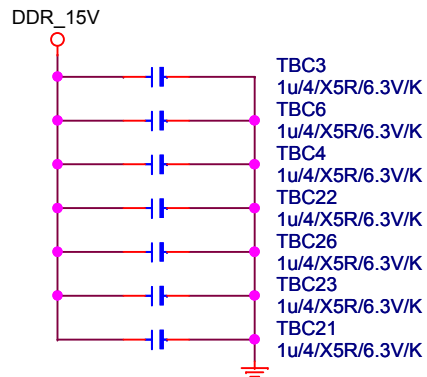 DDR_15V
TBC3
1u/4/X5R/6.3V/K
TBC6
1u/4/X5R/6.3V/K
TBC4
1u/4/X5R/6.3V/K
TBC22
1u/4/X5R/6.3V/K
TBC26
1u/4/X5R/6.3V/K
TBC23
1u/4/X5R/6.3V/K
TBC21
1u/4/X5R/6.3V/K